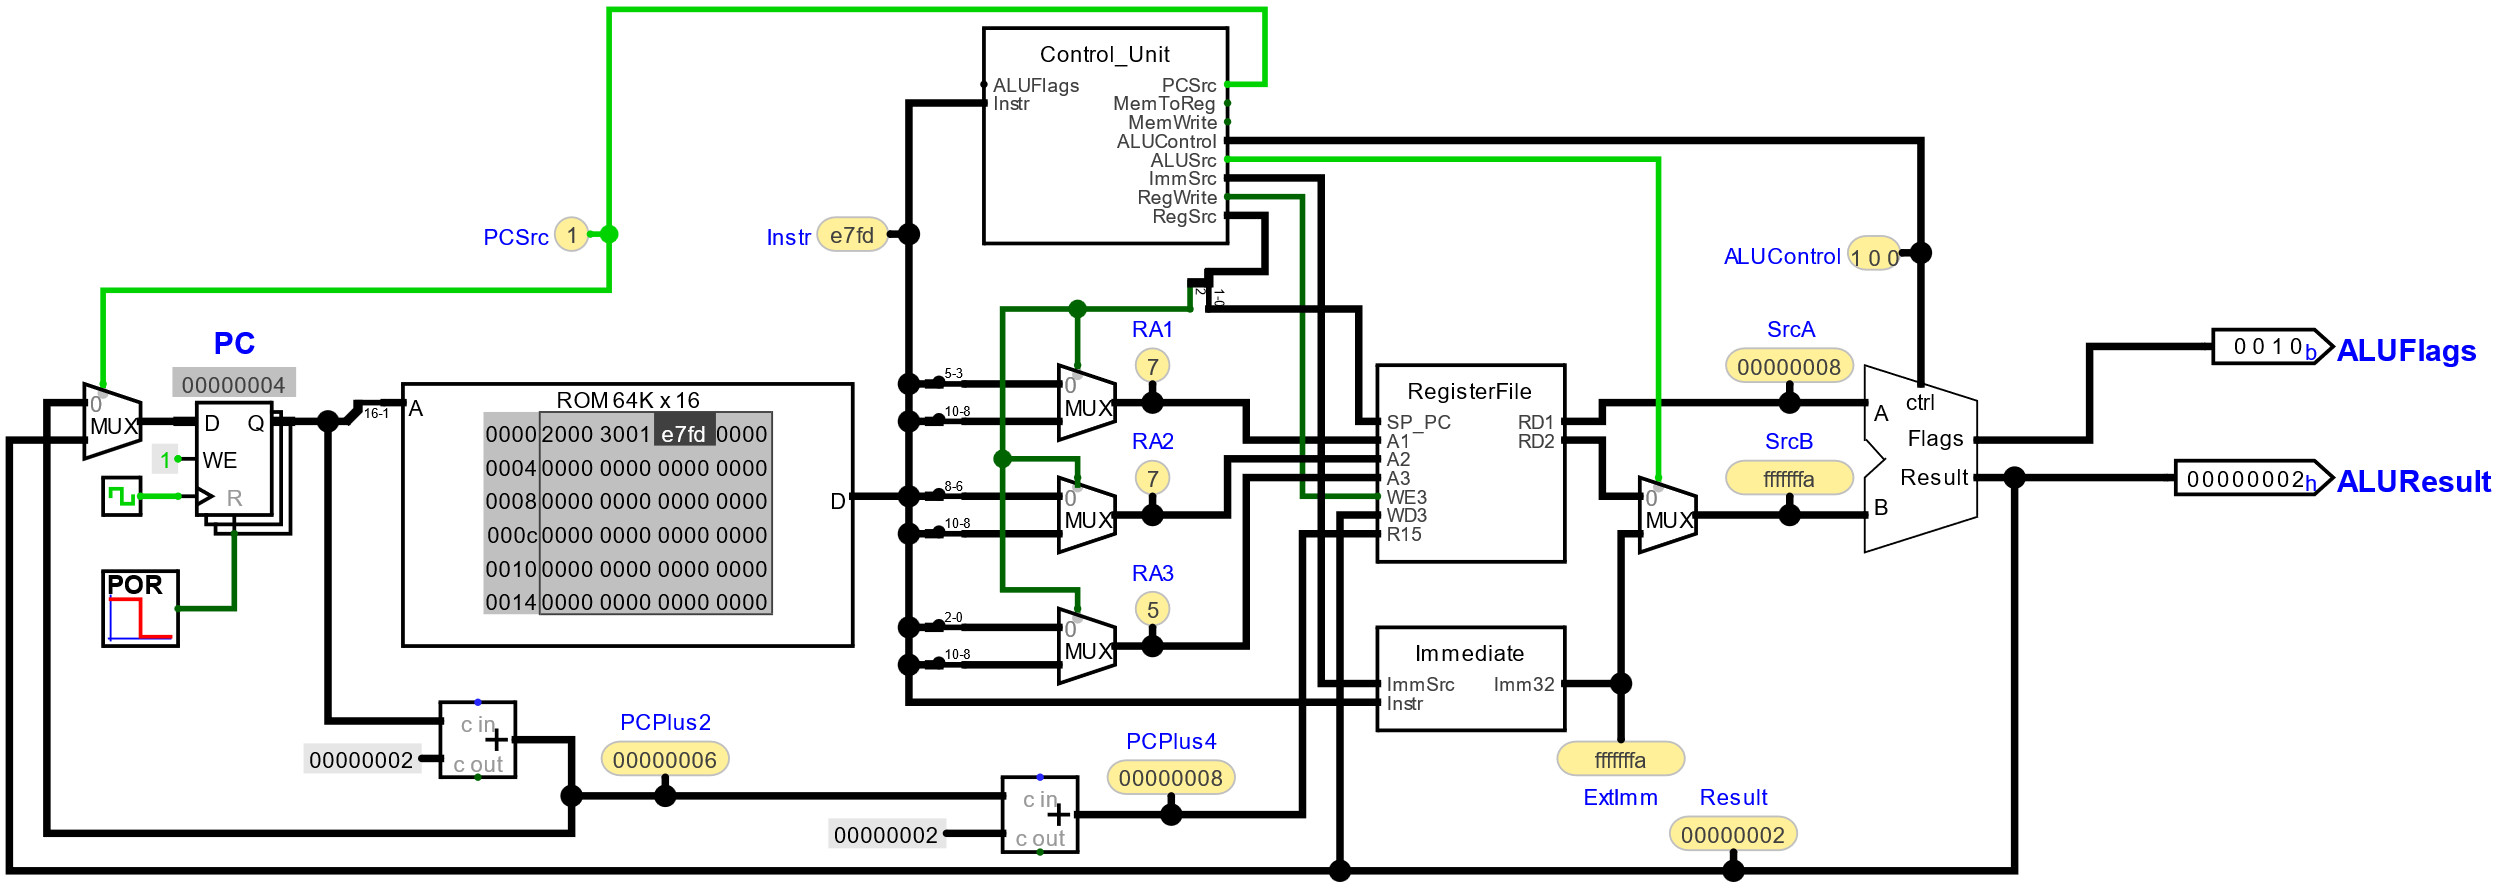 Control_Unit
ALUFlags
Instr
PCSrc
MemToReg
MemWrite
ALUControl
ALUSrc
ImmSrc
RegWrite
RegSrc
PCSrc 1
Instr e7fd
ALUControl 1 0 0
2
1-0
PC
00000004
0
MUX
D Q
WE
R
1
POR
16-1
A
ROM 64K x 16
0000 2000 3001 e7fd 0000
0004 0000 0000 0000 0000
0008 0000 0000 0000 0000
000c 0000 0000 0000 0000
0010 0000 0000 0000 0000
0014 0000 0000 0000 0000
D
5-3
10-8
8-6
10-8
2-0
10-8
RA1
7
0
MUX
RA2
7
0
MUX
RA3
5
0
MUX
RegisterFile
SP_PC
A1
A2
A3
WE3
WD3
R15
RD1
RD2
Immediate
ImmSrc
Instr
Imm32
0
MUX
SrcA
00000008
SrcB
fffffffa
A
B
ctrl
Flags
Result
0 0 1 0 b ALUFlags
00000002h ALUResult
c in
+
c out
00000002
PCPlus2
00000006
c in
+
c out
00000002
PCPlus4
00000008
fffffffa
ExtImm
Result
00000002